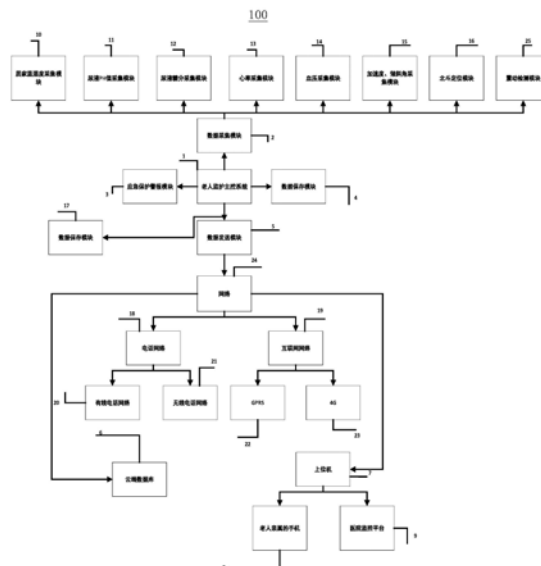 100
10
11
12
13
14
15
16
25
居家温湿度采集模
块
尿液PH值采集模块
尿液糖分采集模块
心率采集模块
血压采集模块
加速度、倾斜角采
集模块
北斗定位模块
震动检测模块
数据采集模块
2
1
应急保护警报模块
老人监护主控系统
数据保存模块
3
4
17
数据保存模块
数据发送模块
5
24
网络
18
19
电话网络
互联网网络
21
有线电话网络
无线电话网络
GPRS
4G
20
22
23
6
云端数据库
上位机
7
老人亲属的手机
医院监控平台
9